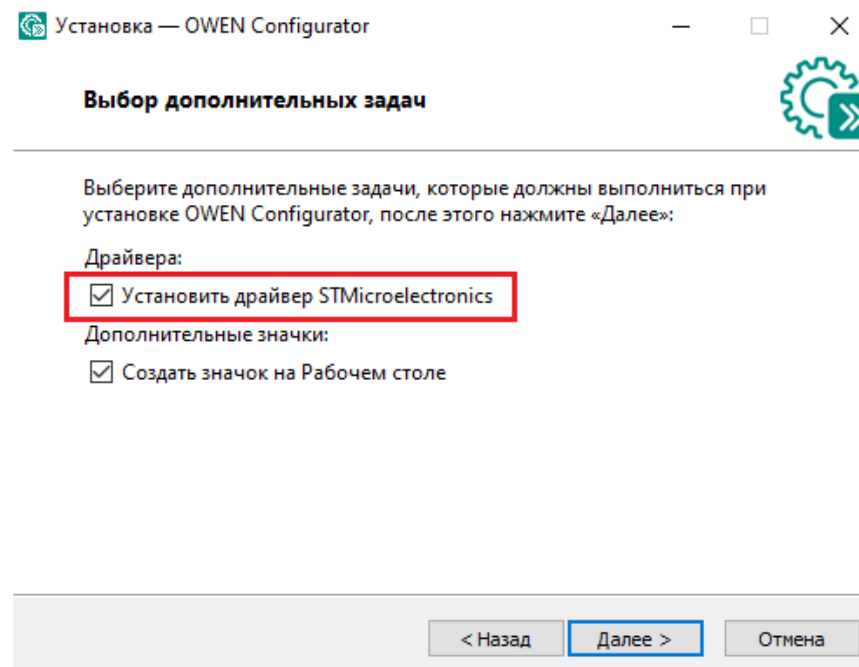 Установка — OWEN Configurator
Выбор дополнительных задач
Выберите дополнительные задачи, которые должны выполниться при
установке OWEN Configurator, после этого нажмите «Далее»:
Драйвера:
Установить драйвер STMicroelectronics
Дополнительные значки:
Создать значок на Рабочем столе
< Назад Далее > Отмена